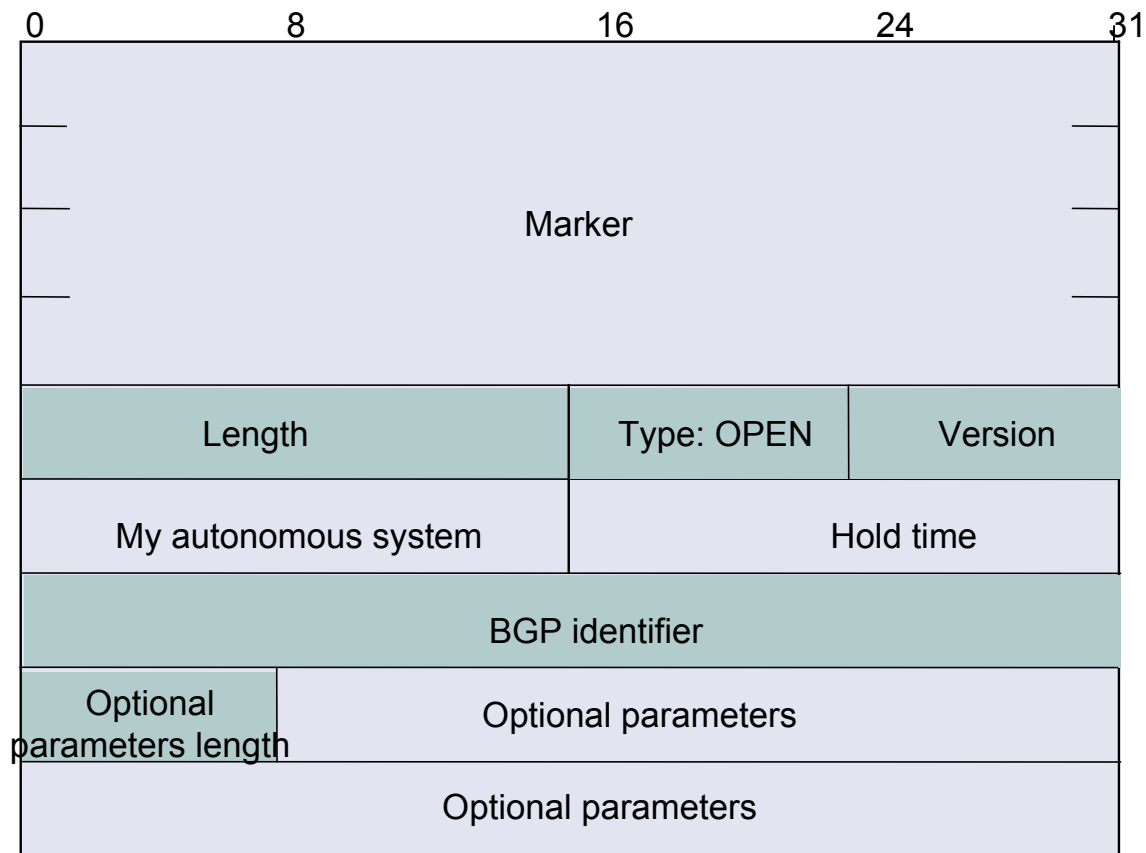 0 8 16 24 31
Marker
Length Type: OPEN Version
My autonomous system Hold time
BGP identifier
Optional
parameters length Optional parameters
Optional parameters